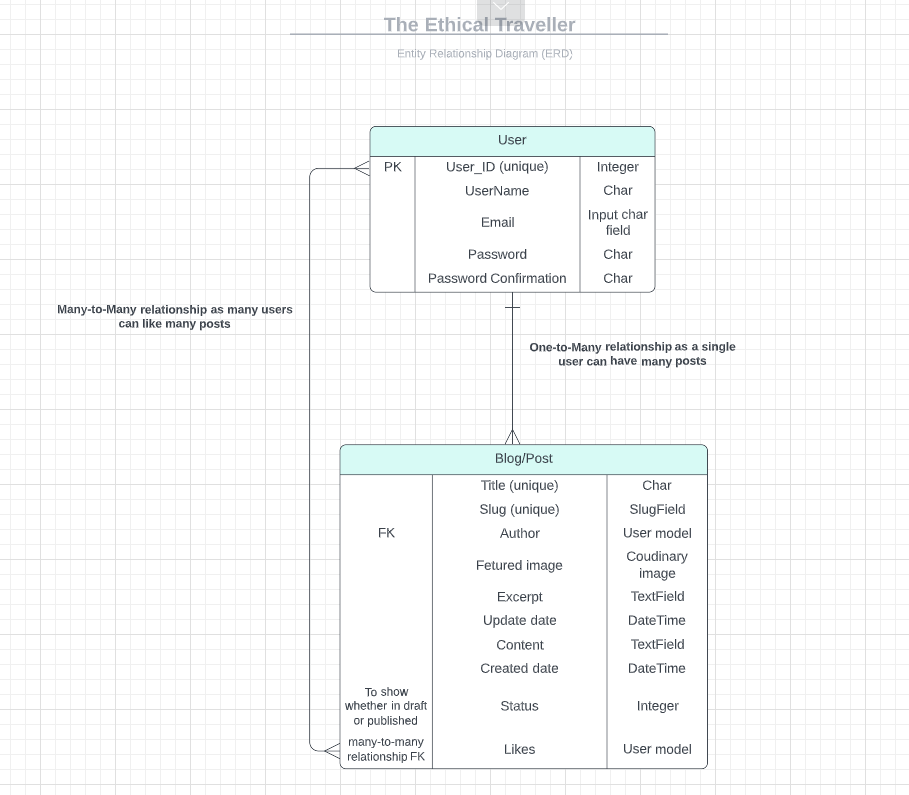 The Ethical Traveller
Entity Relationship Diagram (ERD)
User
PK User_ID (unique) Integer
UserName Char
Email Input char
field
Password Char
Password Confirmation Char
Many-to-Many relationship as many users
can like many posts
One-to-Many relationship as a single
user can have many posts
Blog/Post
Title (unique) Char
Slug (unique) SlugField
FK Author User model
Fetured image Coudinary
image
Excerpt TextField
Update date DateTime
Content TextField
Created date DateTime
To show
whether in draft
or published
Status Integer
many-to-many
relationship FK
Likes User model